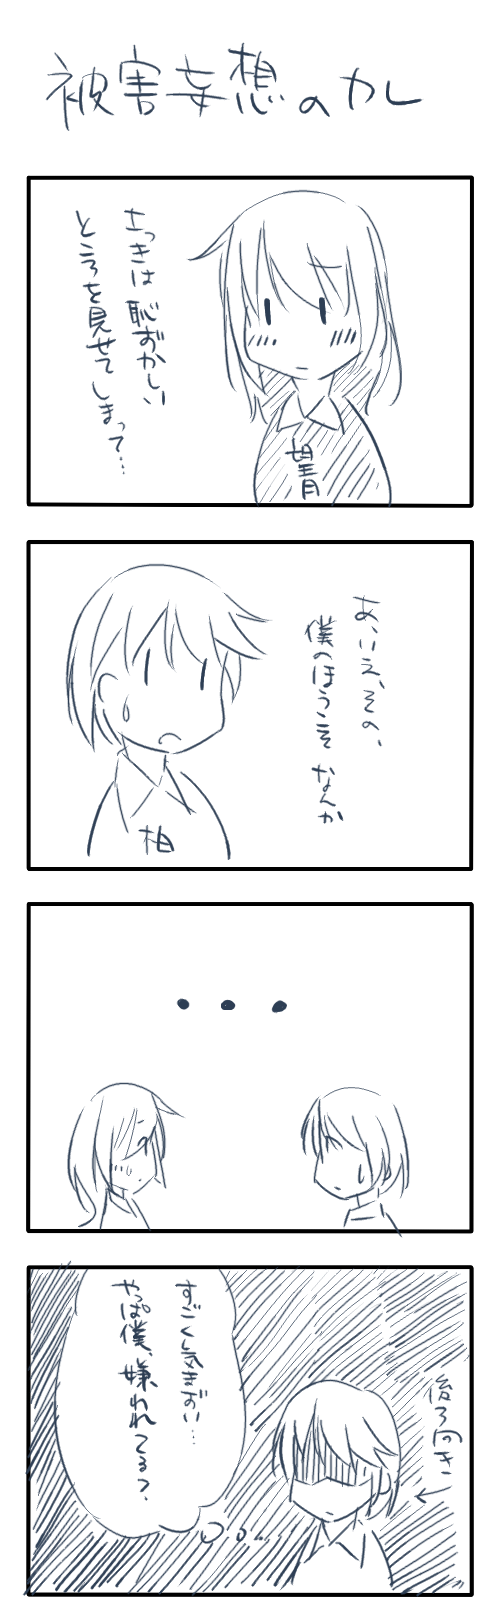 被害妄想のカレ
さっきは恥ずかしい
ところを見せてしまって…
望月
あ、いえ、その、
僕のほうこそなんか
柏
・・・
すごく気まずい…
やっぱ僕、嫌われてる?
後ろ向き